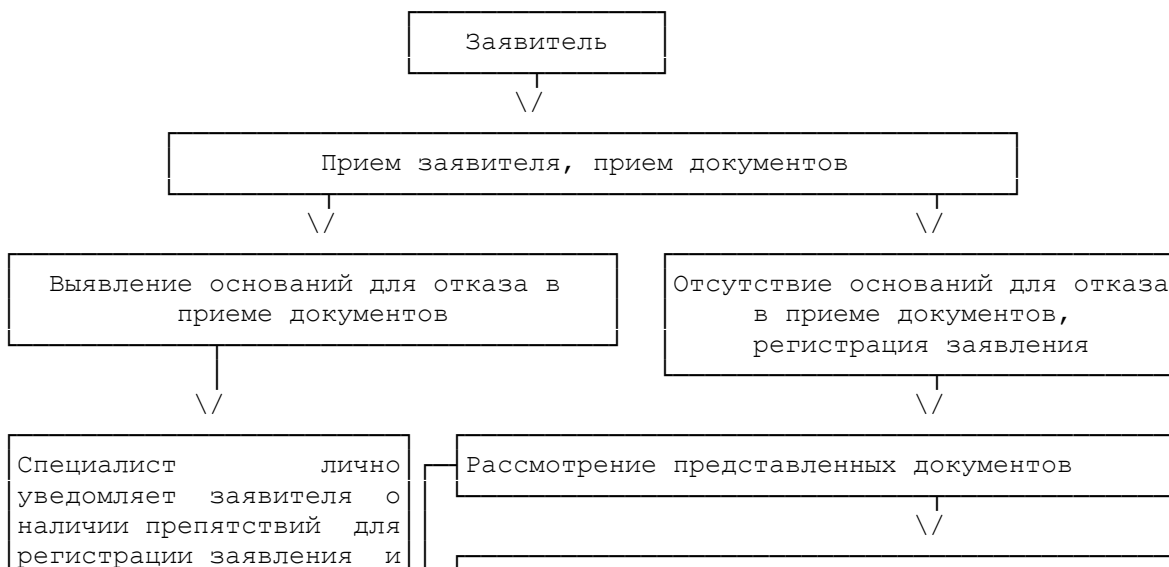 Заявитель
Прием заявителя, прием документов
Выявление оснований для отказа в
приеме документов
Отсутствие оснований для отказа
в приеме документов,
регистрация заявления
Специалист лично
уведомляет заявителя о
наличии препятствий для
регистрации заявления и
Рассмотрение представленных документов